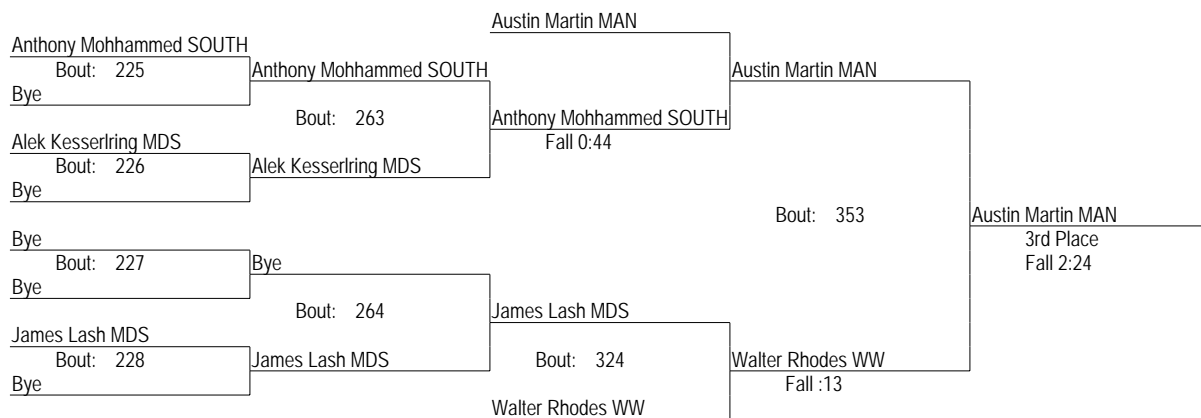 Austin Martin MAN
Anthony Mohhammed SOUTH
Bout: 225
Anthony Mohhammed SOUTH
Austin Martin MAN
Bye
Bout: 263
Anthony Mohhammed SOUTH
Alek Kesserlring MDS
Fall 0:44
Bout: 226
Alek Kesserlring MDS
Bye
Bout: 353
Austin Martin MAN
Bye
3rd Place
Bout: 227
Bye
Fall 2:24
Bye
Bout: 264
James Lash MDS
James Lash MDS
Bout: 228
James Lash MDS
Bout: 324
Walter Rhodes WW
Bye
Fall :13
Walter Rhodes WW